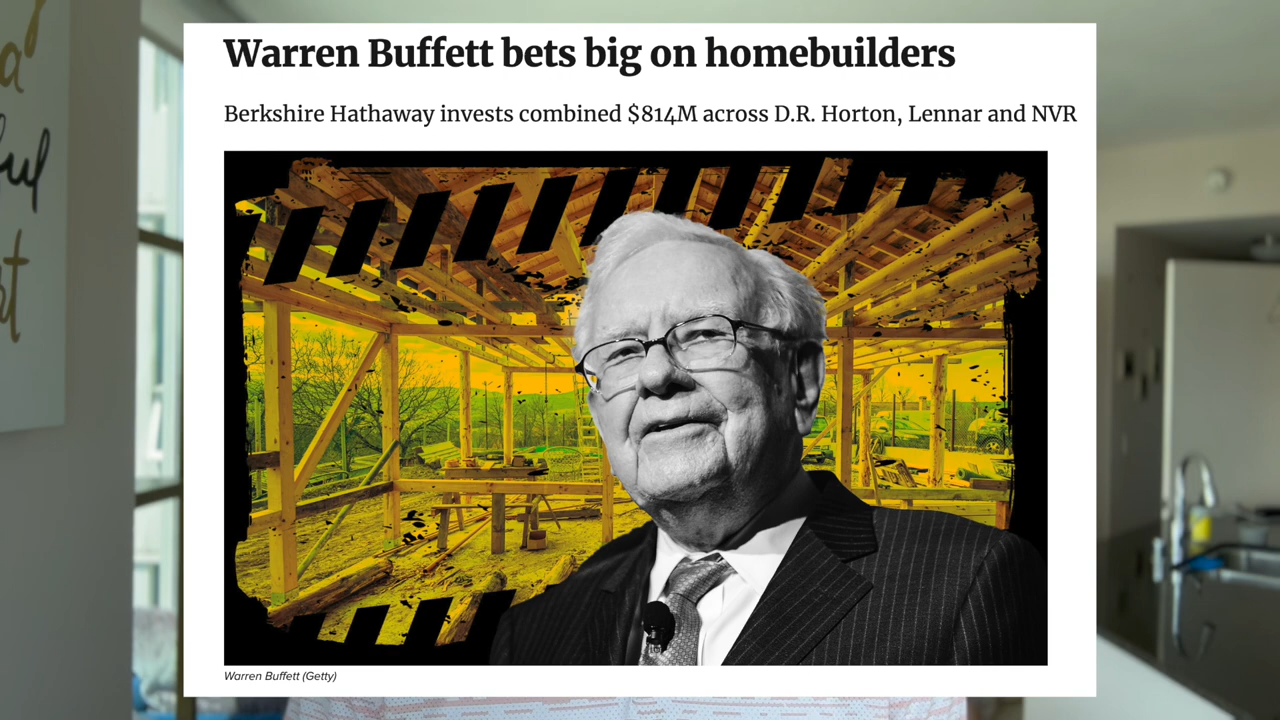 Warren Buffett bets big on homebuilders
Berkshire Hathaway invests combined $814M across D.R. Horton, Lennar and NVR
Warren Buffett (Getty)